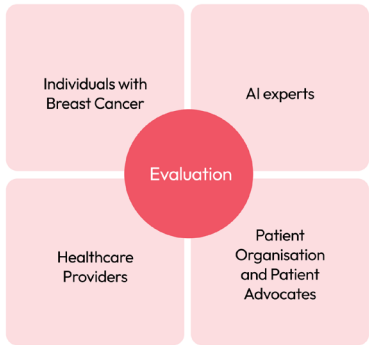 Individuals with
Breast Cancer
AI experts
Evaluation
Healthcare
Providers
Patient
Organisation
and Patient
Advocates